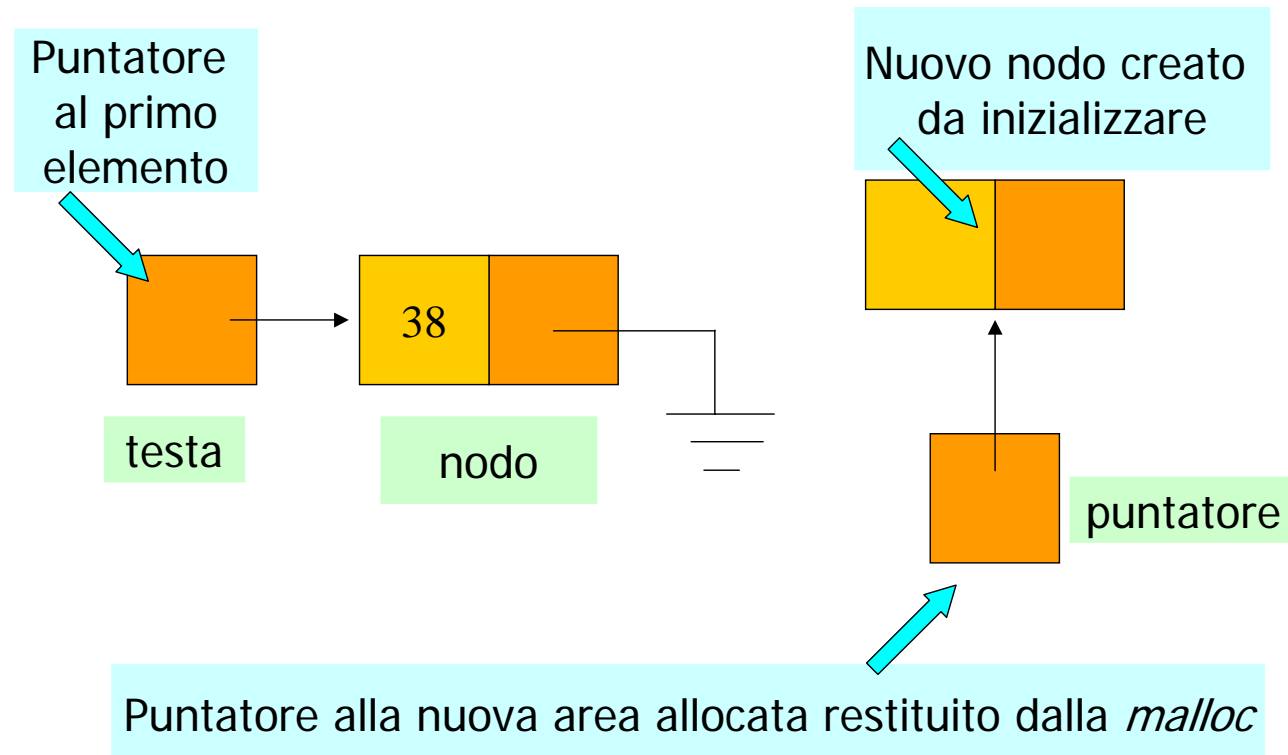 Puntatore
al primo
elemento
Nuovo nodo creato
da inizializzare
38
testa
nodo
puntatore
Puntatore alla nuova area allocata restituito dalla malloc